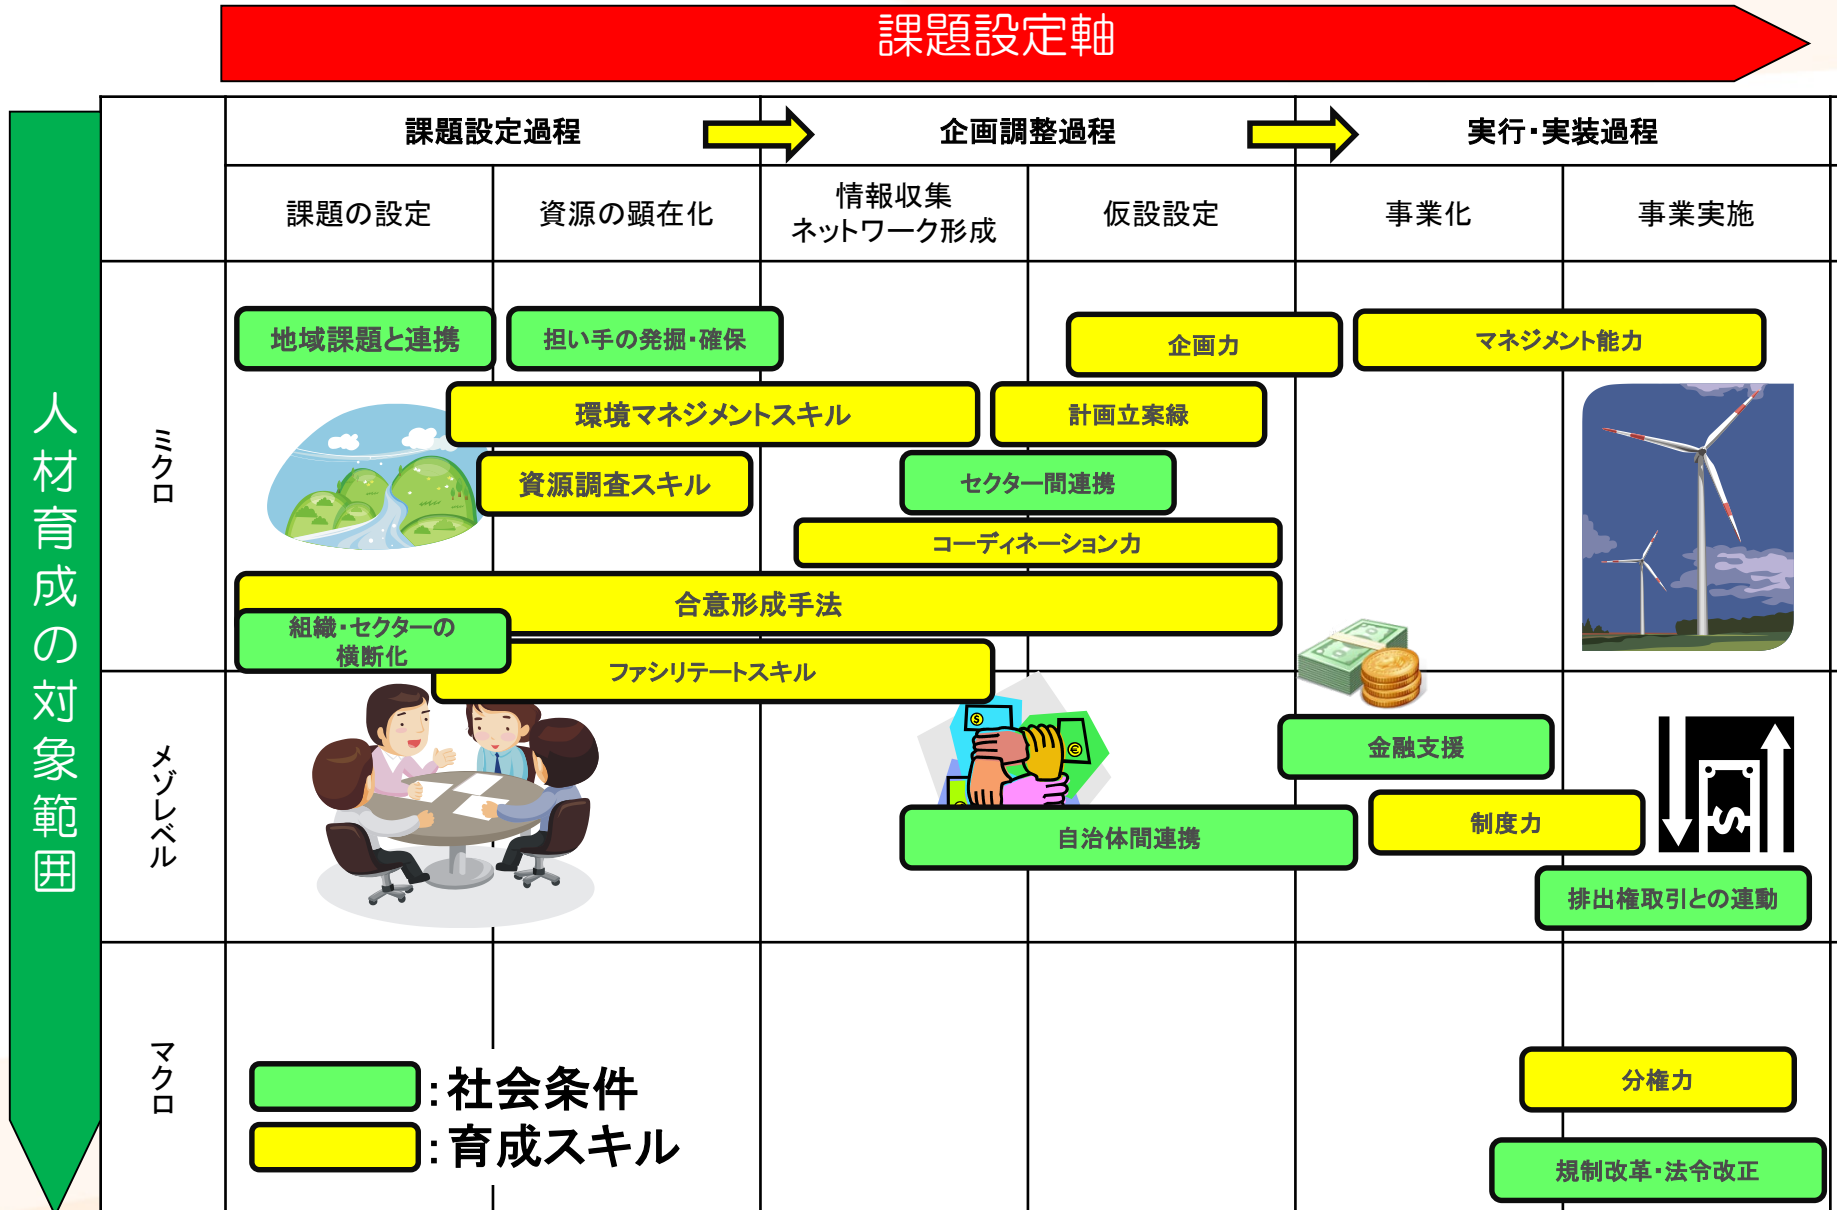 課題設定軸
人材育成の対象範囲
課題設定過程
企画調整過程
実行・実装過程
課題の設定
資源の顕在化
情報収集
ネットワーク形成
仮設設定
事業化
事業実施
ミクロ
地域課題と連携
担い手の発掘・確保
企画力
マネジメント能力
環境マネジメントスキル
計画立案緑
資源調査スキル
セクター間連携
コーディネーション力
合意形成手法
組織・セクターの
横断化
ファシリテートスキル
メゾレベル
金融支援
自治体間連携
制度力
排出権取引との連動
マクロ
：社会条件
：育成スキル
分権力
規制改革・法令改正